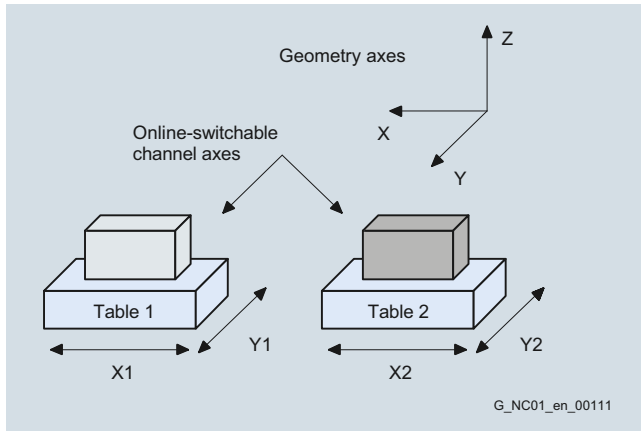 Geometry axes
Z
X
Y
Online-switchable
channel axes
Table 1
Table 2
Y1
Y2
X1
X2
G_NC01_en_00111